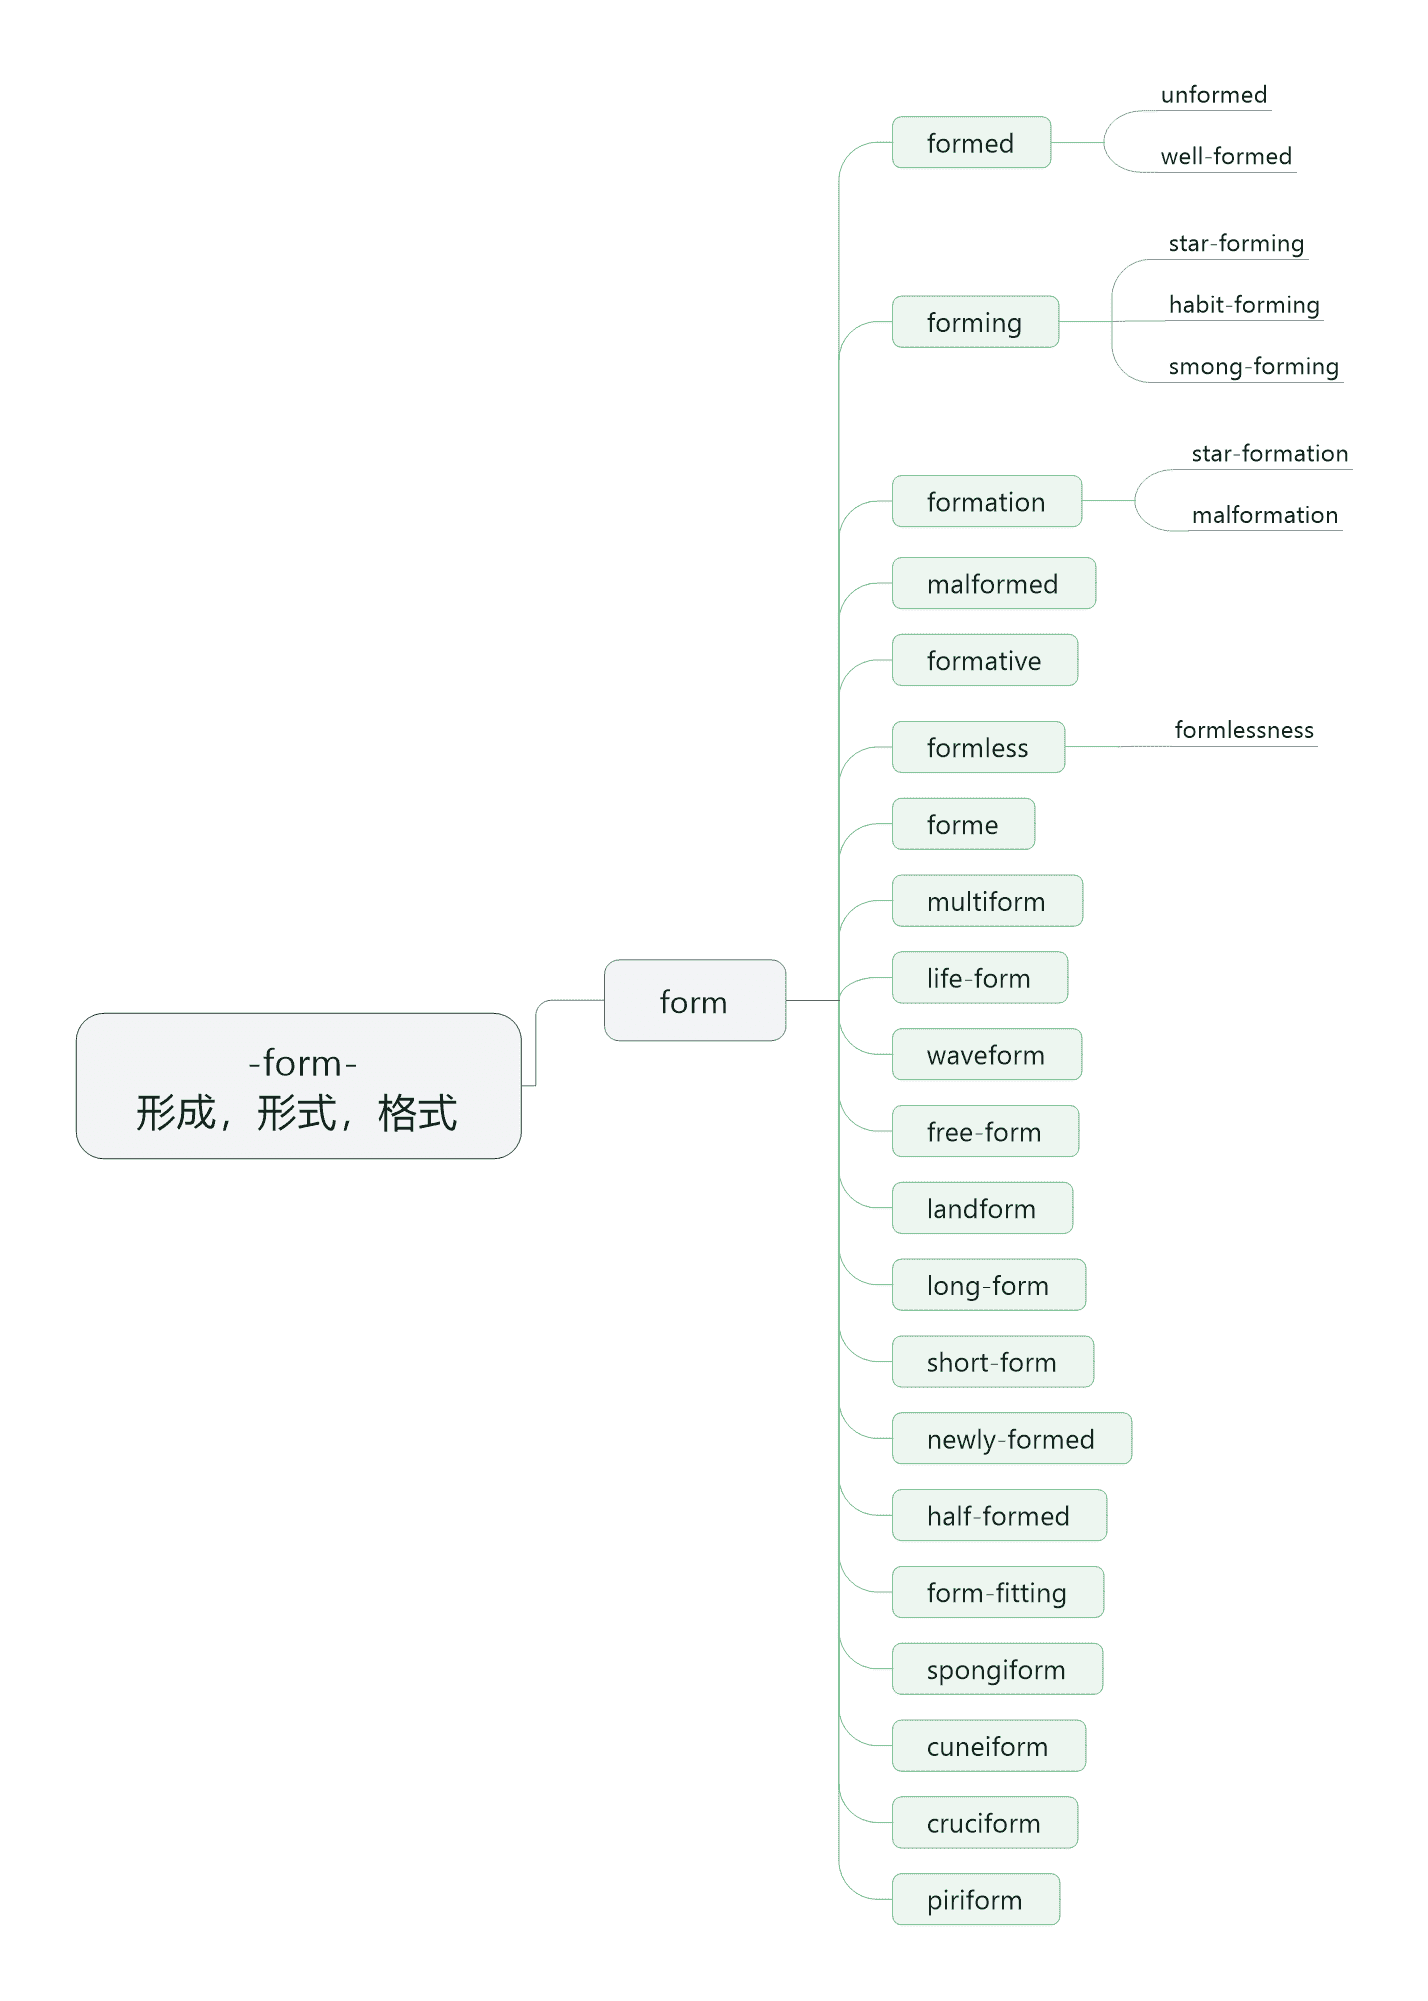 -form-
形成，形式，格式
form
formed
unformed
well-formed
forming
star-forming
habit-forming
smong-forming
formation
star-formation
malformation
malformed
formative
formless
formlessness
forme
multiform
life-form
waveform
free-form
landform
long-form
short-form
newly-formed
half-formed
form-fitting
spongiform
cuneiform
cruciform
piriform